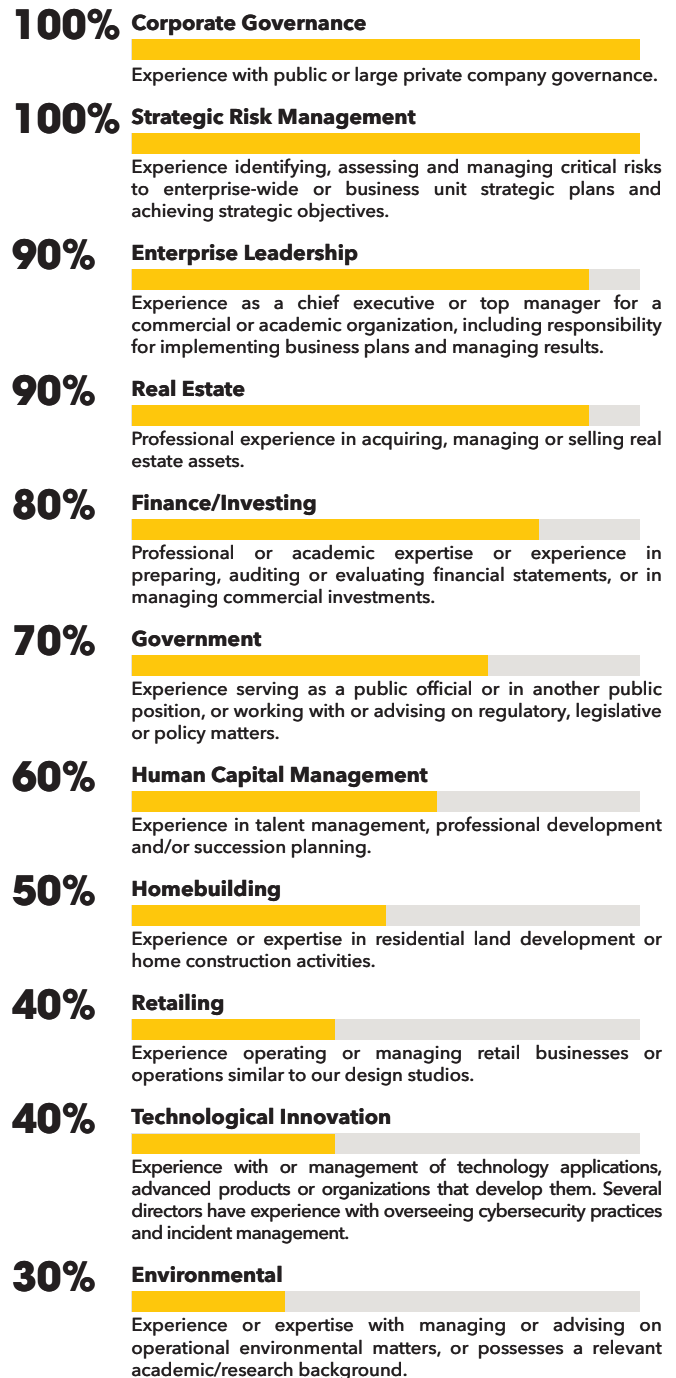 100% Corporate Governance
Experience with public or large private company governance.
100% Strategic Risk Management
Experience identifying, assessing and managing critical risks
to enterprise-wide or business unit strategic plans and
achieving strategic objectives.
90% Enterprise Leadership
Experience as a chief executive or top manager for a
commercial or academic organization, including responsibility
for implementing business plans and managing results.
90% Real Estate
Professional experience in acquiring, managing or selling real
estate assets.
80% Finance/Investing
Professional or academic expertise or experience in
preparing, auditing or evaluating financial statements, or in
managing commercial investments.
70% Government
Experience serving as a public official or in another public
position, or working with or advising on regulatory, legislative
or policy matters.
60% Human Capital Management
Experience in talent management, professional development
and/or succession planning.
50% Homebuilding
Experience or expertise in residential land development or
home construction activities.
40% Retailing
Experience operating or managing retail businesses or
operations similar to our design studios.
40% Technological Innovation
Experience with or management of technology applications,
advanced products or organizations that develop them. Several
directors have experience with overseeing cybersecurity practices
and incident management.
30% Environmental
Experience or expertise with managing or advising on
operational environmental matters, or possesses a relevant
academic/research background.